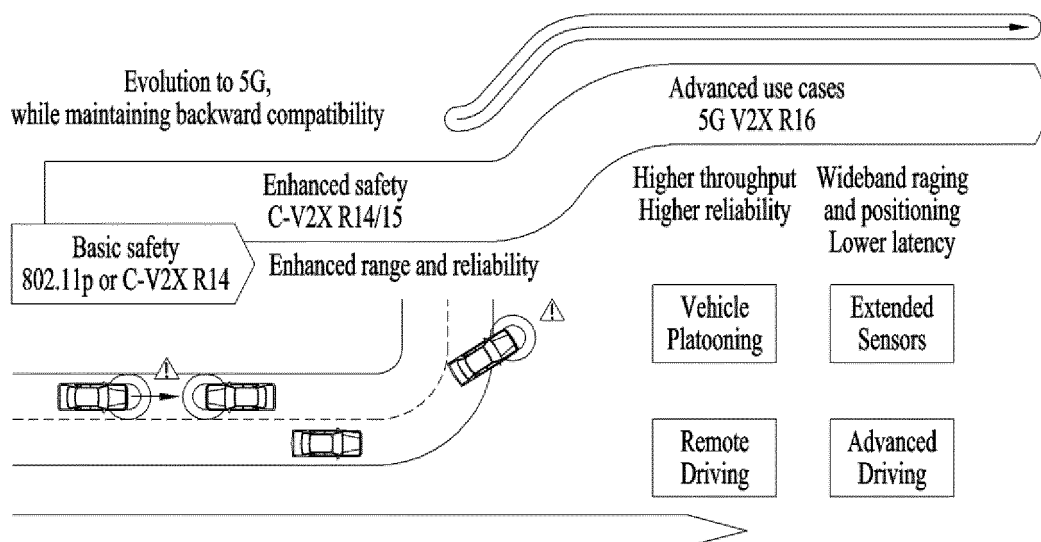 Evolution to 5G,
while maintaining backward compatibility
Advanced use cases
5G V2X R16
Enhanced safety
C-V2X R14/15
Higher throughput
Higher reliability
Wideband raging
and positioning
Lower latency
Basic safety
802.11p or C-V2X R14
Enhanced range and reliability
Vehicle
Platooning
Extended
Sensors
Remote
Driving
Advanced
Driving